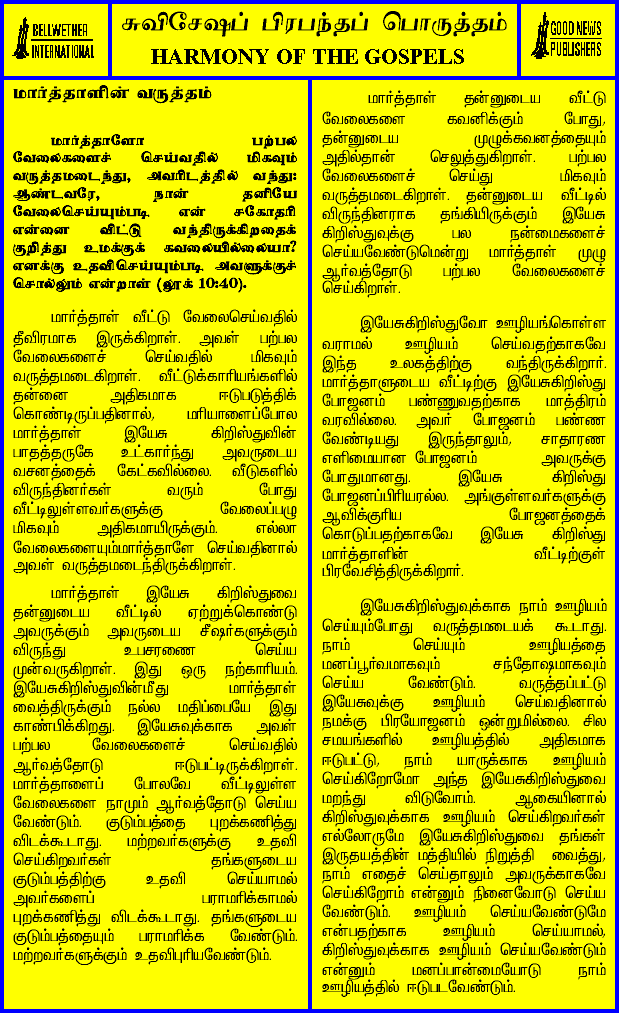 BELLWETHER
INTERNATIONAL
சுவிசேஷப் பிரபந்தப் பொருத்தம்
HARMONY OF THE GOSPELS
GOOD NEWS
PUBLISHERS
மார்த்தாளின் வருத்தம்
மார்த்தாளோ பற்பல
வேலைகளைச் செய்வதில் மிகவும்
வருத்தமடைந்து, அவரிடத்தில் வந்து:
ஆண்டவரே, நான் தனியே
வேலைசெய்யும்படி என் சகோதரி
என்னை விட்டு வந்திருக்கிறதைக்
குறித்து உமக்குக் கவலையில்லையா?
எனக்கு உதவிசெய்யும்படி அவளுக்குச்
சொல்லும் என்றாள் (லூக் 10:40).
மார்த்தாள் வீட்டு வேலைசெய்வதில்
தீவிரமாக இருக்கிறாள். அவள் பற்பல
வேலைகளைச் செய்வதில் மிகவும்
வருத்தமடைகிறாள். வீட்டுக்காரியங்களில்
தன்னை அதிகமாக ஈடுபடுத்திக்
கொண்டிருப்பதினால், மரியாளைப்போல
மார்த்தாள் இயேசு கிறிஸ்துவின்
பாதத்தருகே உட்கார்ந்து அவருடைய
வசனத்தைக் கேட்கவில்லை. வீடுகளில்
விருந்தினர்கள் வரும் போது
வீட்டிலுள்ளவர்களுக்கு வேலைப்பழு
மிகவும் அதிகமாயிருக்கும். எல்லா
வேலைகளையும்மார்த்தாளே செய்வதினால்
அவள் வருத்தமடைந்திருக்கிறாள்.
மார்த்தாள் இயேசு கிறிஸ்துவை
தன்னுடைய வீட்டில் ஏற்றுக்கொண்டு
அவருக்கும் அவருடைய சீஷர்களுக்கும்
விருந்து உபசரணை செய்ய
முன்வருகிறாள். இது ஒரு நற்காரியம்.
இயேசுகிறிஸ்துவின்மீது மார்த்தாள்
வைத்திருக்கும் நல்ல மதிப்பையே இது
காண்பிக்கிறது. இயேசுவுக்காக அவள்
பற்பல வேலைகளைச் செய்வதில்
ஆர்வத்தோடு ஈடுபட்டிருக்கிறாள்.
மார்த்தாளைப் போலவே வீட்டிலுள்ள
வேலைகளை நாமும் ஆர்வத்தோடு செய்ய
வேண்டும். குடும்பத்தை புறக்கணித்து
விடக்கூடாது. மற்றவர்களுக்கு உதவி
செய்கிறவர்கள் தங்களுடைய
குடும்பத்திற்கு உதவி செய்யாமல்
அவர்களைப் பராமரிக்காமல்
புறக்கணித்து விடக்கூடாது. தங்களுடைய
குடும்பத்தையும் பராமரிக்க வேண்டும்.
மற்றவர்களுக்கும் உதவிபுரியவேண்டும்.
மார்த்தாள் தன்னுடைய வீட்டு
வேலைகளை கவனிக்கும் போது,
தன்னுடைய முழுக்கவனத்தையும்
அதில்தான் செலுத்துகிறாள். பற்பல
வேலைகளைச் செய்து மிகவும்
வருத்தமடைகிறாள். தன்னுடைய வீட்டில்
விருந்தினராக தங்கியிருக்கும் இயேசு
கிறிஸ்துவுக்கு பல நன்மைகளைச்
செய்யவேண்டுமென்று மார்த்தாள் முழு
ஆர்வத்தோடு பற்பல வேலைகளைச்
செய்கிறாள்.
இயேசுகிறிஸ்துவோ ஊழியங்கொள்ள
வராமல் ஊழியம் செய்வதற்காகவே
இந்த உலகத்திற்கு வந்திருக்கிறார்.
மார்த்தாளுடைய வீட்டிற்கு இயேசுகிறிஸ்து
போஜனம் பண்ணுவதற்காக மாத்திரம்
வரவில்லை. அவர் போஜனம் பண்ண
வேண்டியது இருந்தாலும், சாதாரண
எளிமையான போஜனம் அவருக்கு
போதுமானது. இயேசு கிறிஸ்து
போஜனப்பிரியரல்ல. அங்குள்ளவர்களுக்கு
ஆவிக்குரிய போஜனத்தைக்
கொடுப்பதற்காகவே இயேசு கிறிஸ்து
மார்த்தாளின் வீட்டிற்குள்
பிரவேசித்திருக்கிறார்.
இயேசுகிறிஸ்துவுக்காக நாம் ஊழியம்
செய்யும்போது வருத்தமடையக் கூடாது.
நாம் செய்யும் ஊழியத்தை
மனப்பூர்வமாகவும் சந்தோஷமாகவும்
செய்ய வேண்டும். வருத்தப்பட்டு
இயேசுவுக்கு ஊழியம் செய்வதினால்
நமக்கு பிரயோஜனம் ஒன்றுமில்லை. சில
சமயங்களில் ஊழியத்தில் அதிகமாக
ஈடுபட்டு, நாம் யாருக்காக ஊழியம்
செய்கிறோமோ அந்த இயேசுகிறிஸ்துவை
மறந்து விடுவோம். ஆகையினால்
கிறிஸ்துவுக்காக ஊழியம் செய்கிறவர்கள்
எல்லோருமே இயேசுகிறிஸ்துவை தங்கள்
இருதயத்தின் மத்தியில் நிறுத்தி வைத்து,
நாம் எதைச் செய்தாலும் அவருக்காகவே
செய்கிறோம் என்னும் நினைவோடு செய்ய
வேண்டும். ஊழியம் செய்யவேண்டுமே
என்பதற்காக ஊழியம் செய்யாமல்,
கிறிஸ்துவுக்காக ஊழியம் செய்யவேண்டும்
என்னும் மனப்பான்மையோடு நாம்
ஊழியத்தில் ஈடுபடவேண்டும்.